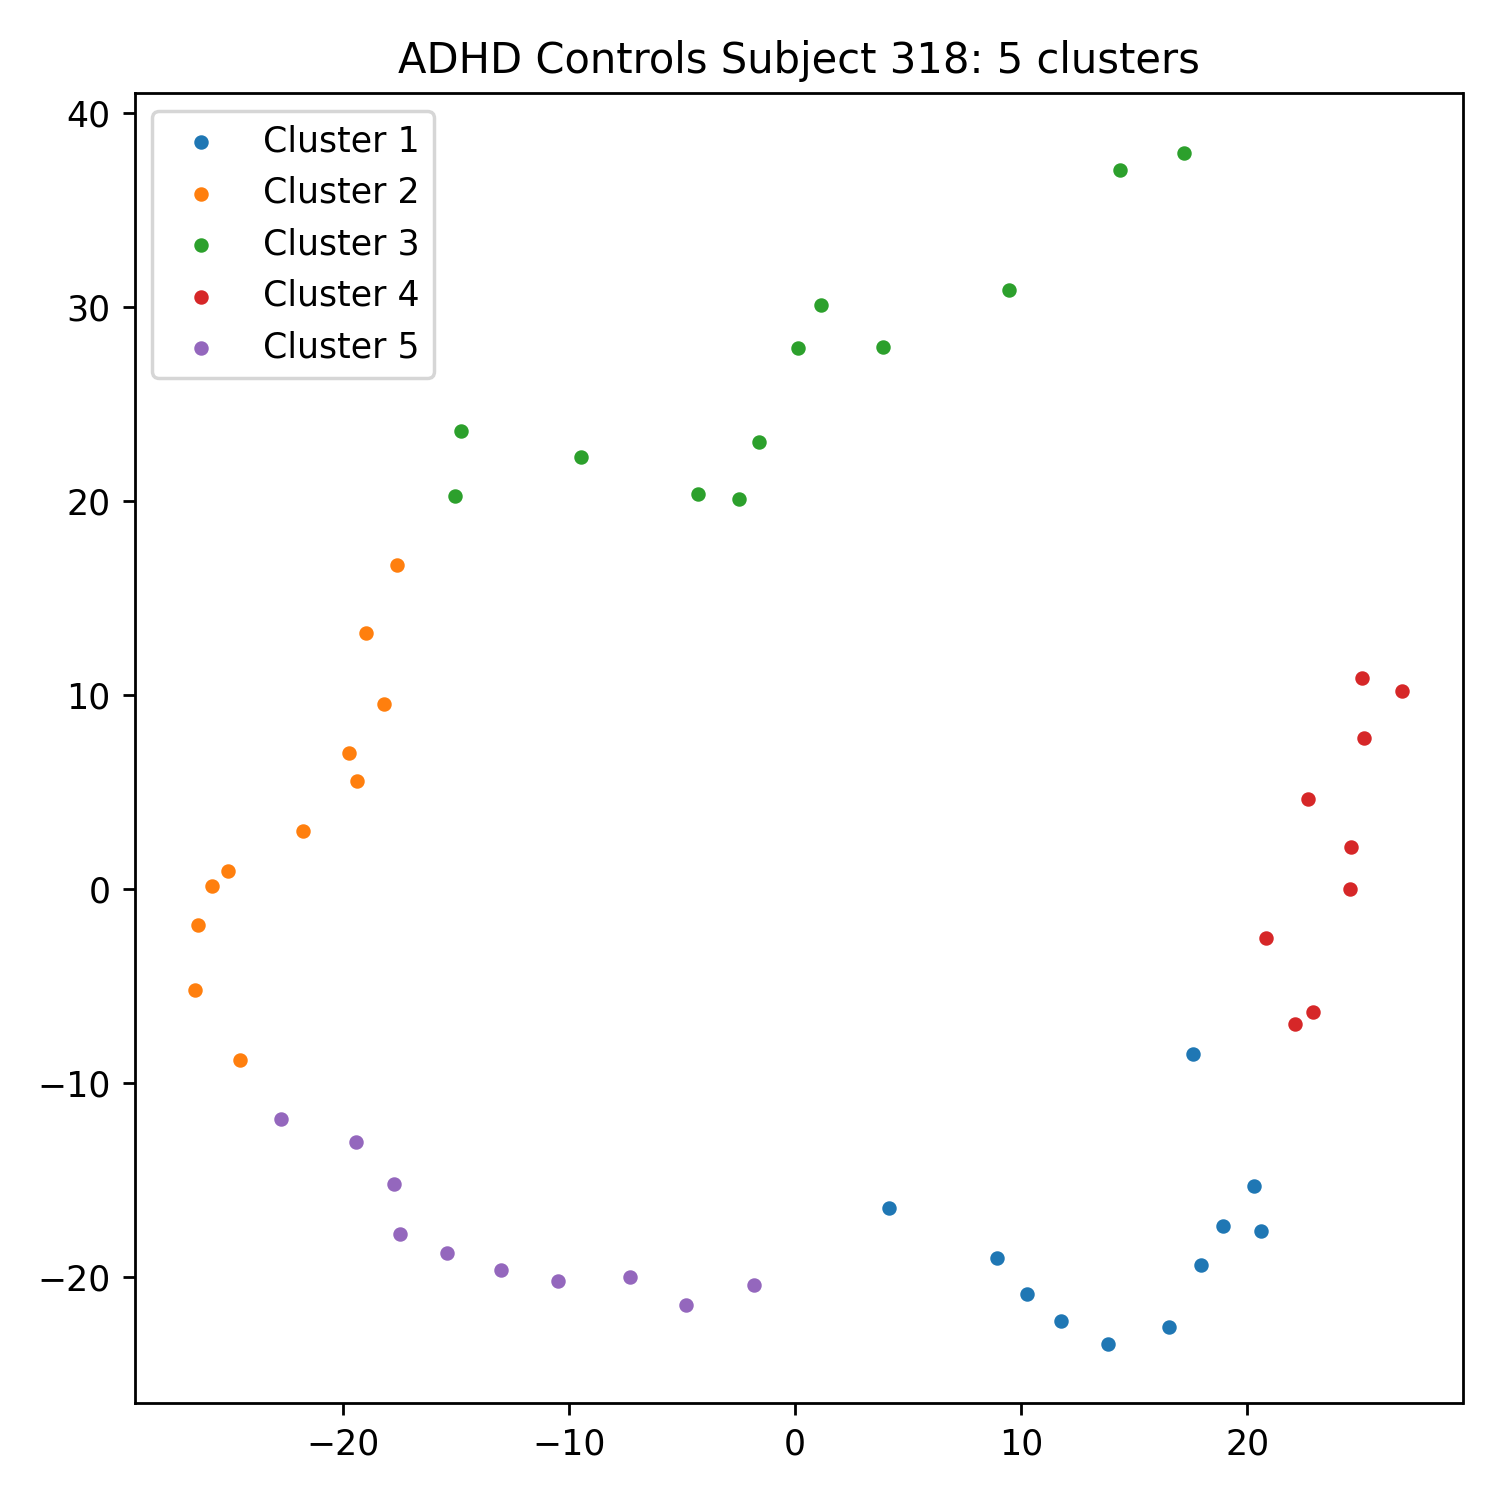 ADHD Controls Subject 318: 5 clusters
Cluster 1
Cluster 2
Cluster 3
Cluster 4
Cluster 5
40
30
20
10
0
−10
−20
−20 −10 0 10 20